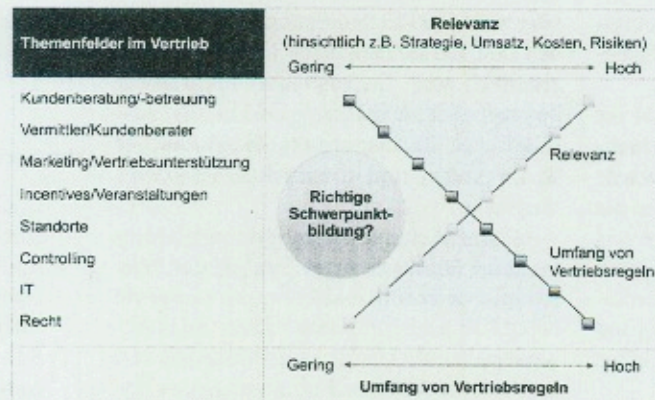 Themenfelder im Vertrieb
Relevanz
(hinsichtlich z.B. Strategie, Umsatz, Kosten, Risiken)
Gering
Hoch
Kundenberatung/-betreuung
Vermittler/Kundenberater
Marketing/Vertriebsunterstützung
Incentives/Veranstaltungen
Standorte
Controlling
IT
Recht
Richtige
Schwerpunkt-
bildung?
Relevanz
Umfang von
Vertriebsregeln
Gering
Hoch
Umfang von Vertriebsregeln